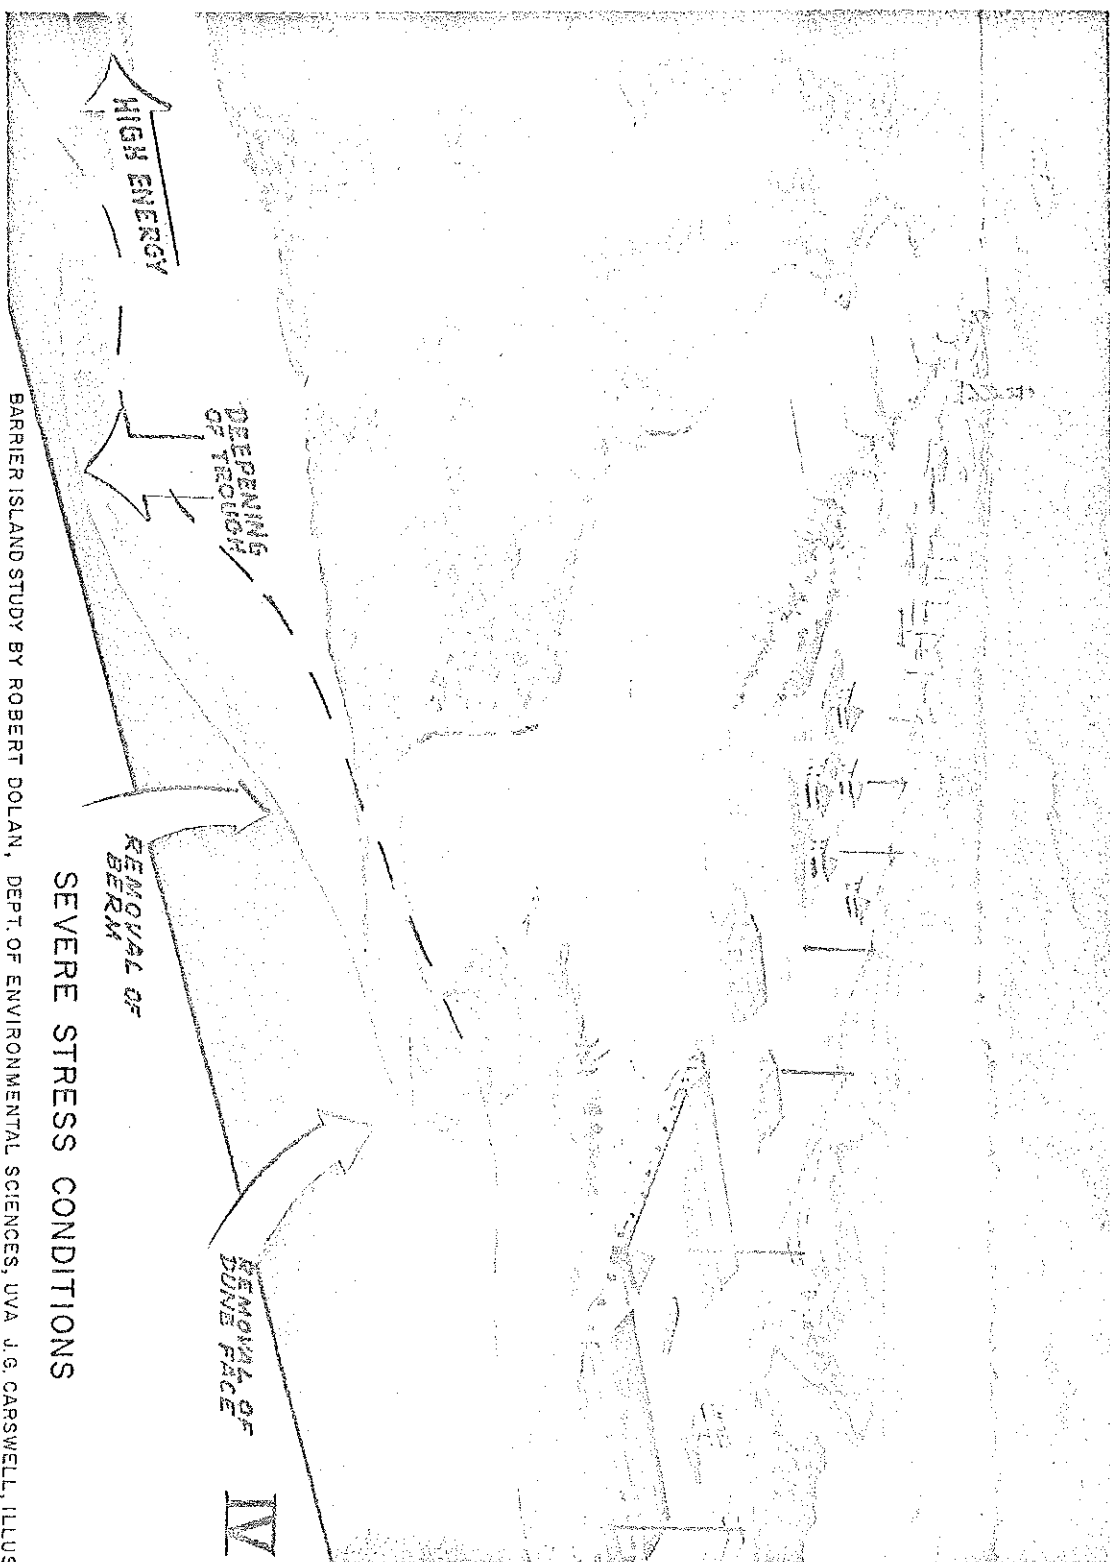 HIGH ENERGY
DEEPENING
OF TROUGH
REMOVAL OF
BERM
REMOVAL OF
DUNE FACE
IV
SEVERE STRESS CONDITIONS
BARRIER ISLAND STUDY BY ROBERT DOLAN, DEPT. OF ENVIRONMENTAL SCIENCES, UVA J.G. CARSWELL, ILLUS